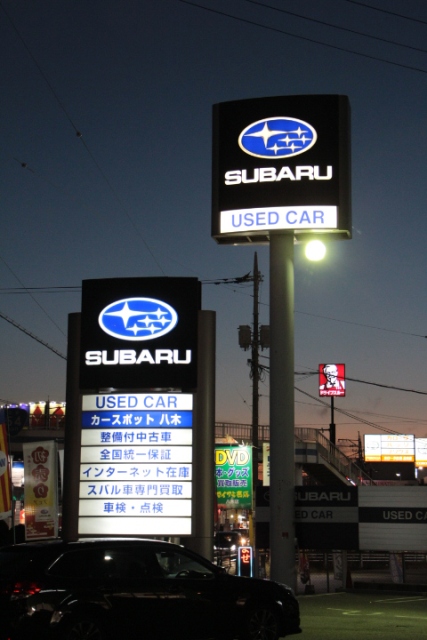 SUBARU
USED CAR
SUBARU
USED CAR
カースポット 八木
整備付中古車
全国統一保証
インターネット在庫
スバル車専門買取
車検・点検
DVD
SUBARU
USED CAR